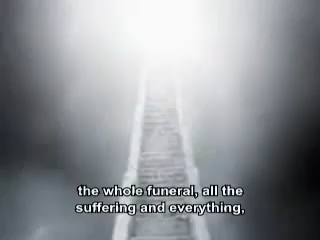 the whole funeral, all the
suffering and everything,